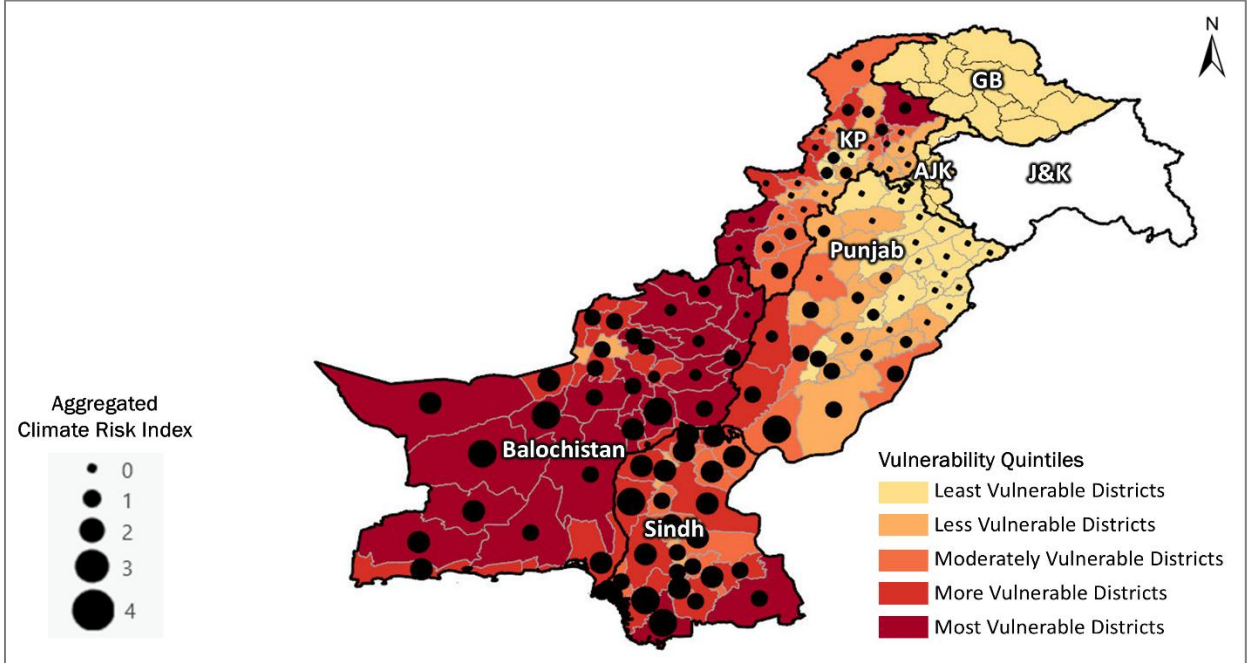 N
GB
KP
AJK
J&K
Punjab
Balochistan
Sindh
Aggregated
Climate Risk Index
0
1
2
3
4
Vulnerability Quintiles
Least Vulnerable Districts
Less Vulnerable Districts
Moderately Vulnerable Districts
More Vulnerable Districts
Most Vulnerable Districts